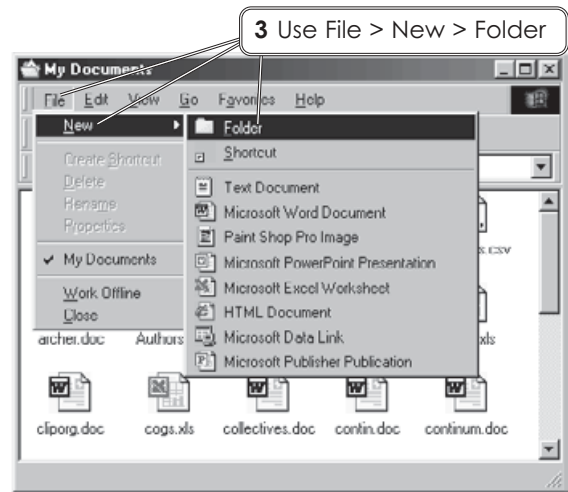 3 Use File > New > Folder
My Documents
File Edit View Go Favorites Help
New
Folder
Create Shortcut
Shortcut
Delete
Text Document
Rename
Microsoft Word Document
Properties
Paint Shop Pro Image
s.csv
My Documents
Microsoft PowerPoint Presentation
Work Offline
Microsoft Excel Worksheet
Close
HTML Document
archer.doc Authors
Microsoft Data Link
xls
Microsoft Publisher Publication
cliporg.doc cogs.xls collectives.doc contin.doc continuum.doc